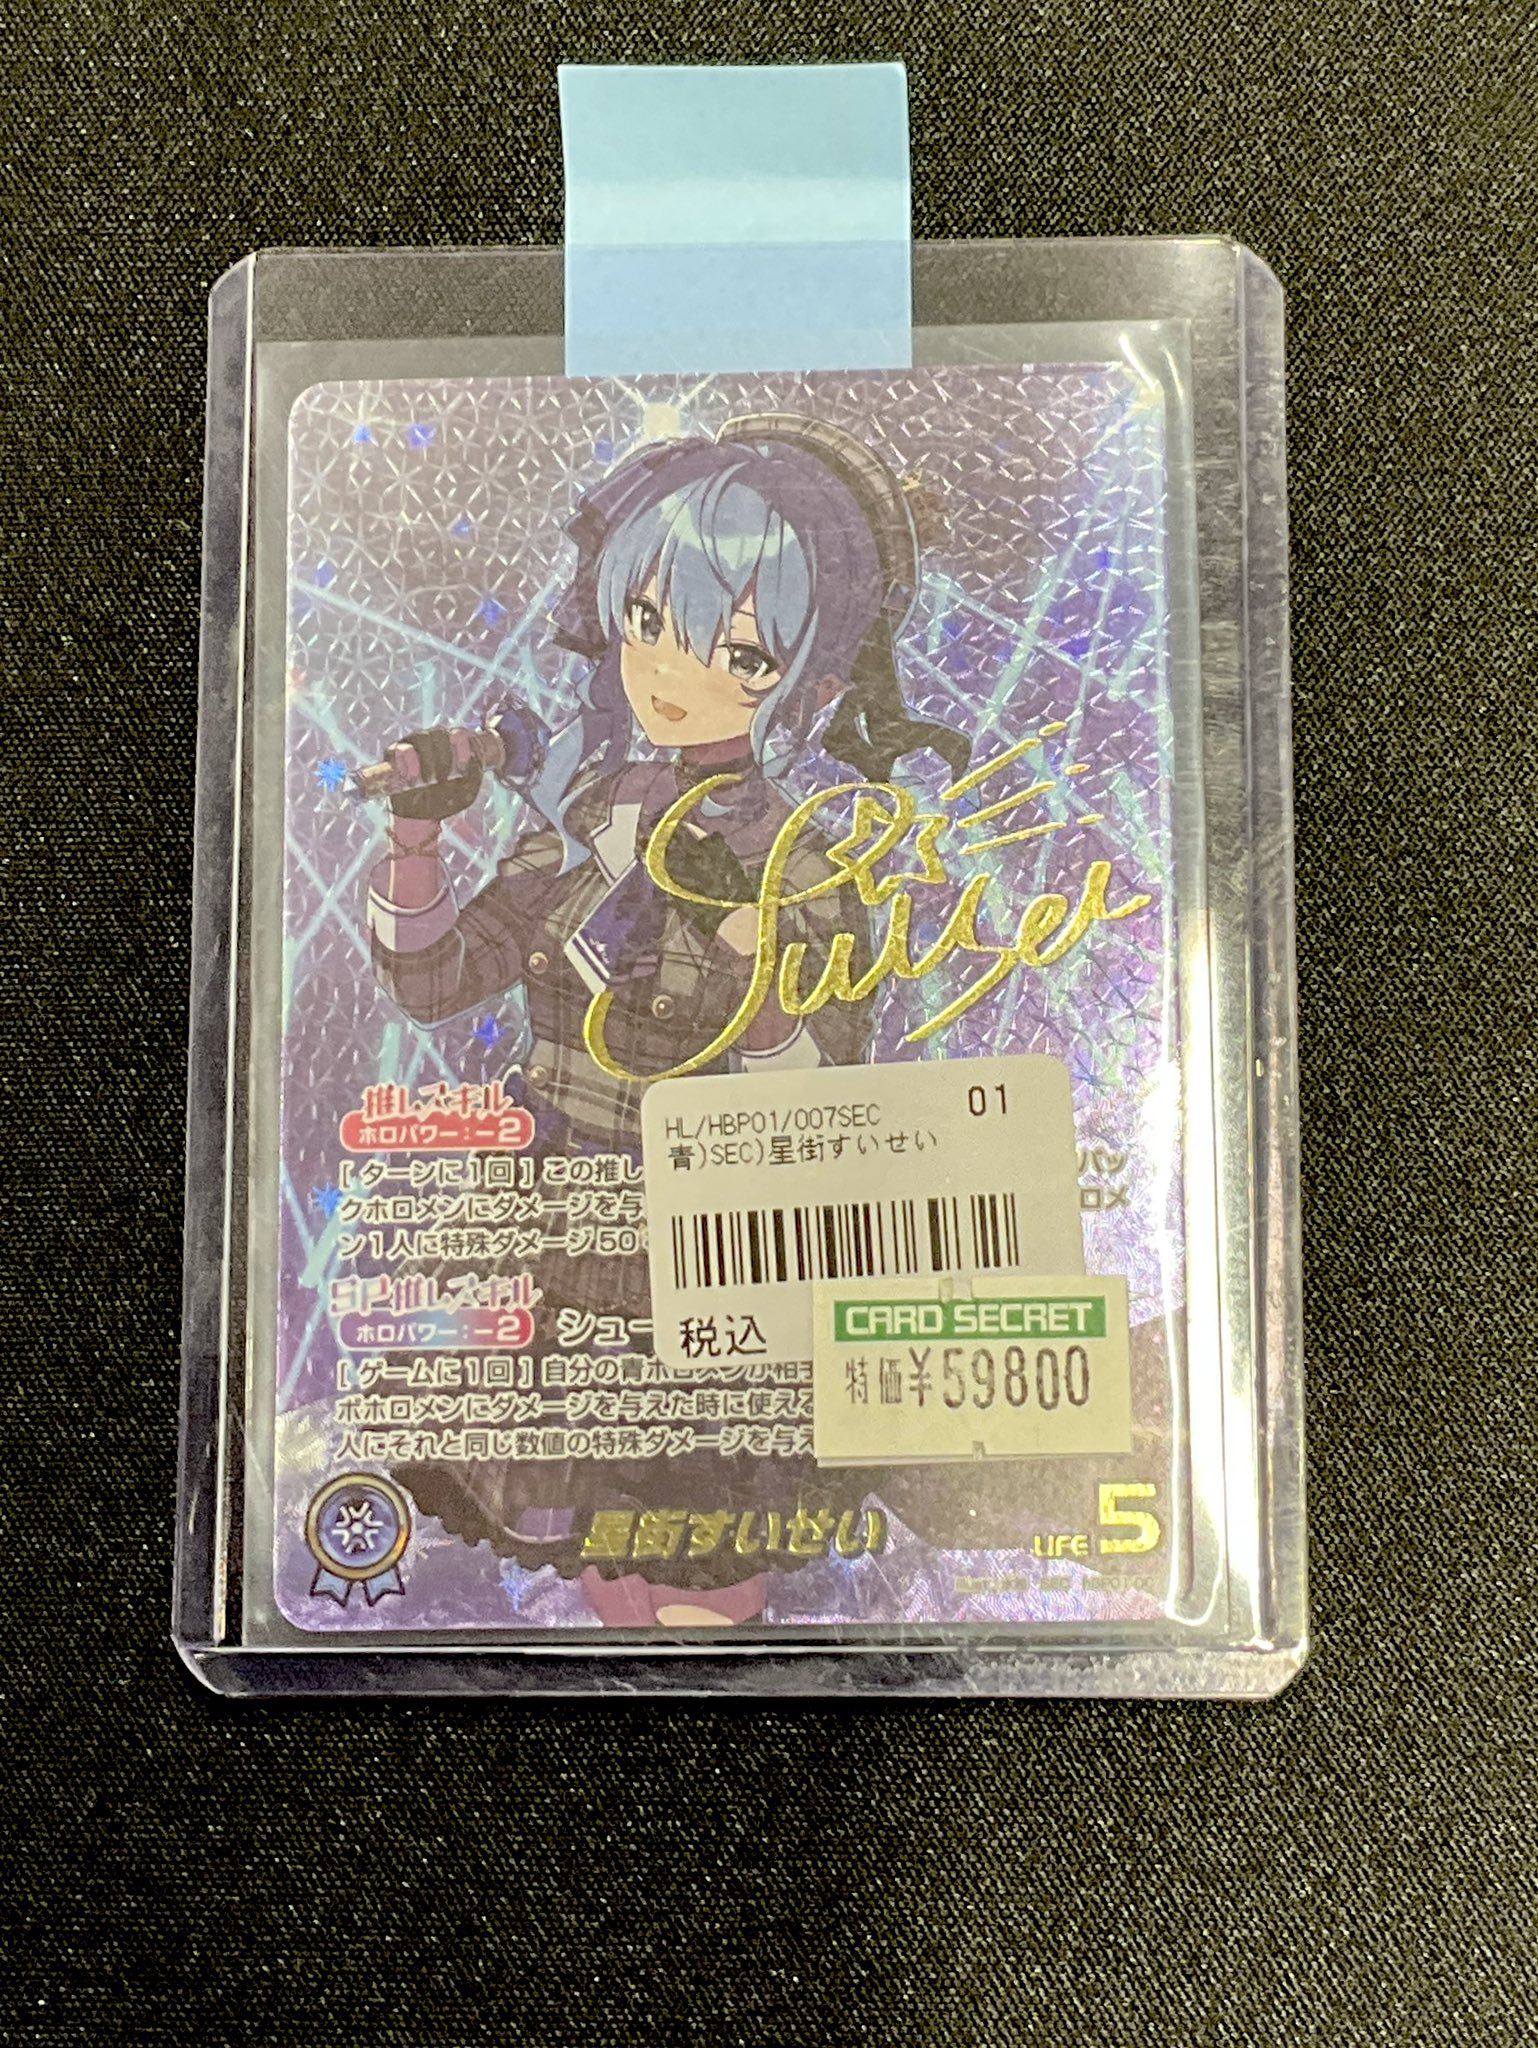 Suisei
推しスキル
ホロパワー：－2
[ターンに1回]この推し
バッ
クホロメンにダメージを与
ロメ
ン1人に特殊ダメージ50
SP推しスキル
ホロパワー：－2
シュー
[ゲームに1回]自分の青ホロメンが相手
ボホロメンにダメージを与えた時に使える
人にそれと同じ数値の特殊ダメージを与え
HL/HBP01/007SEC
01
青)SEC)星街すいせい
税込
CARD SECRET
特価¥59800
星街すいせい
LIFE 5